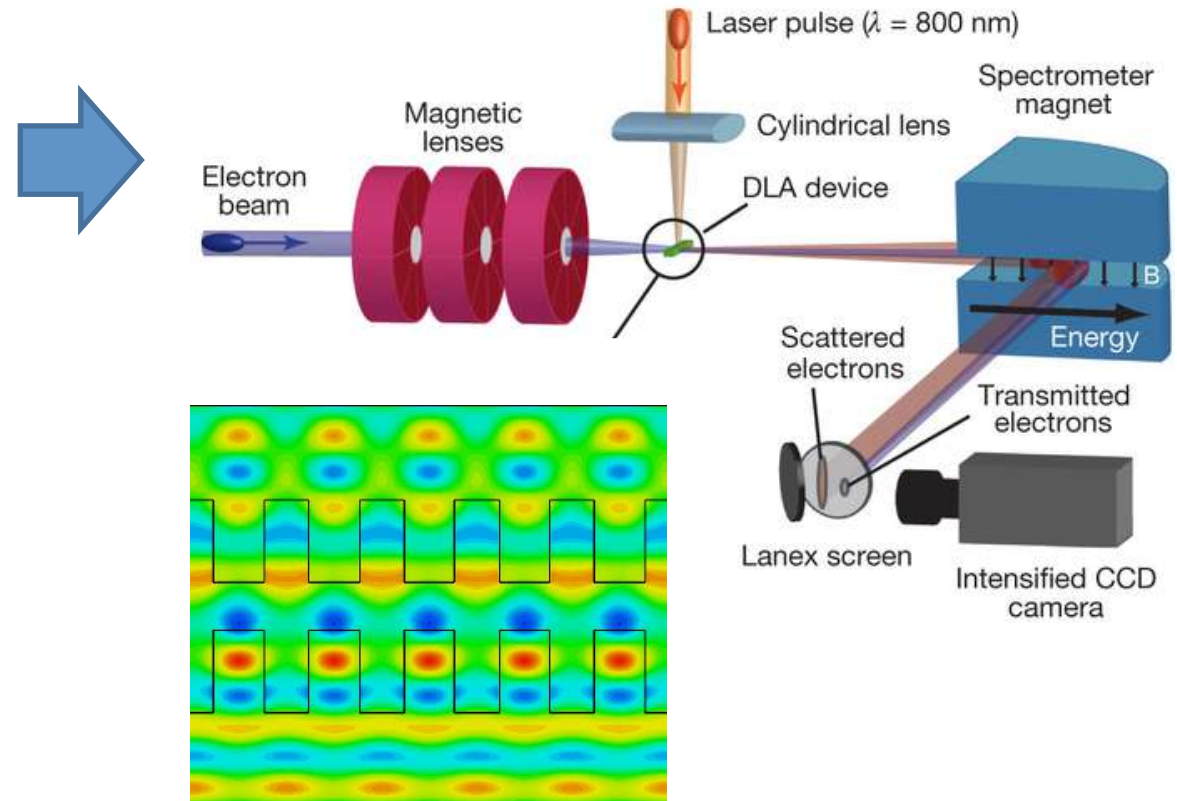 Laser pulse (λ = 800 nm)
Spectrometer
magnet
Magnetic
lenses
Cylindrical lens
Electron
beam
DLA device
B
Energy
Scattered
electrons
Transmitted
electrons
Lanex screen
Intensified CCD
camera